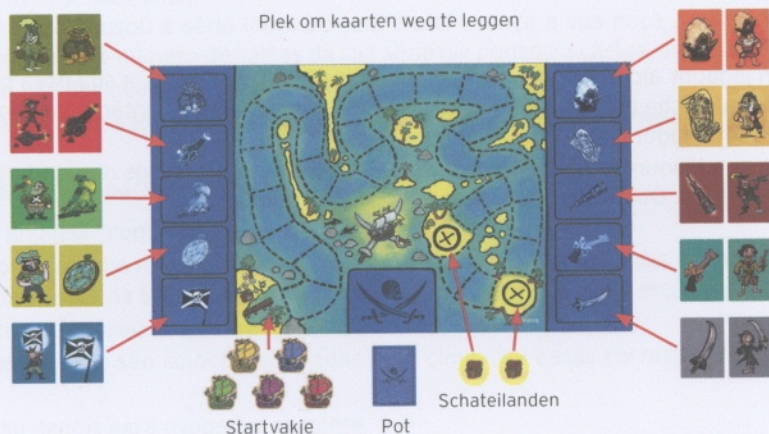 Plek om kaarten weg te leggen
Schateilanden
Startvakje
Pot